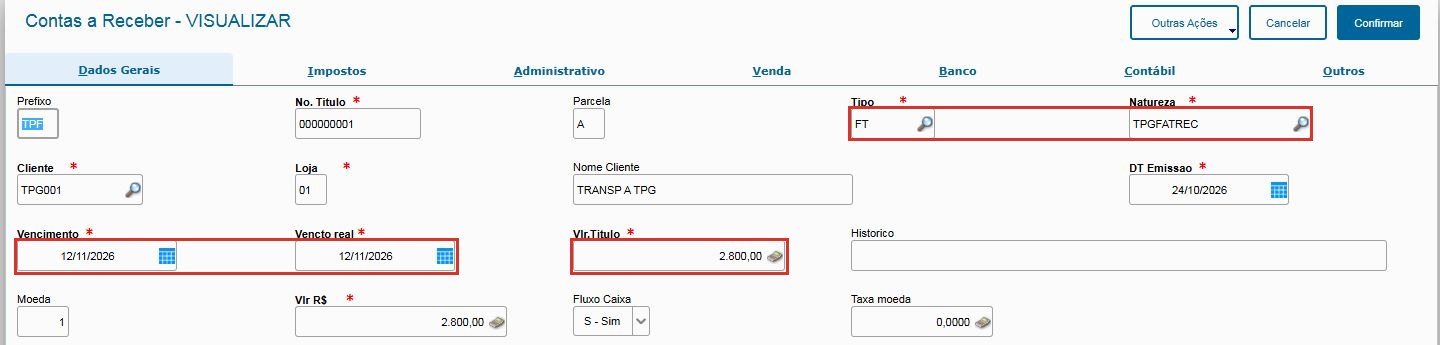 Contas a Receber - VISUALIZAR
Outras Ações Cancelar Confirmar
Dados Gerais Impostos Administrativo Venda Banco Contábil Outros
Prefixo No. Titulo * Parcela Tipo * Natureza *
TPF 000000001 A FT TPGFATREC
Cliente * Loja * Nome Cliente DT Emissao *
TPG001 01 TRANSP A TPG 24/10/2026
Vencimento * Vencto real * Vlr.Titulo * Historico
12/11/2026 12/11/2026 2.800,00
Moeda Vlr R$ * Fluxo Caixa Taxa moeda
1 2.800,00 S - Sim 0,0000